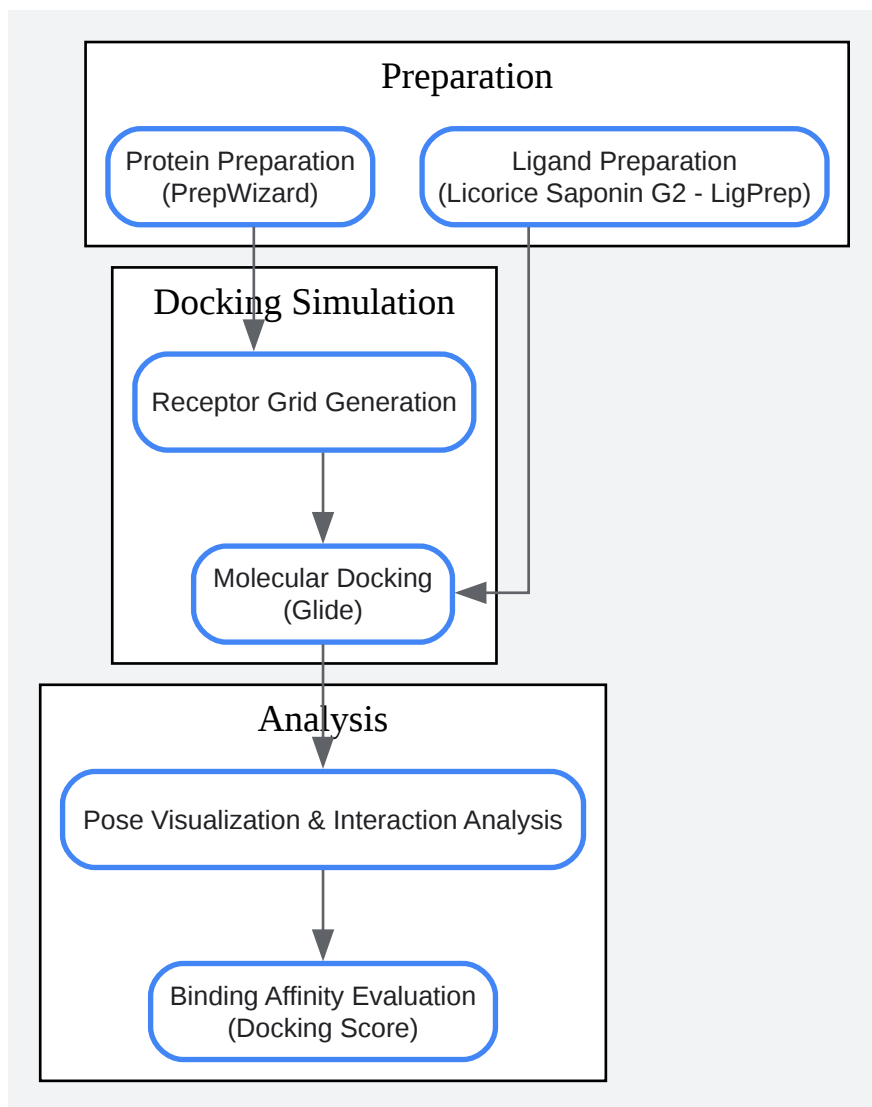 Preparation
Protein Preparation
(PrepWizard)
Ligand Preparation
(Licorice Saponin G2 - LigPrep)
Docking Simulation
Receptor Grid Generation
Molecular Docking
(Glide)
Analysis
Pose Visualization & Interaction Analysis
Binding Affinity Evaluation
(Docking Score)